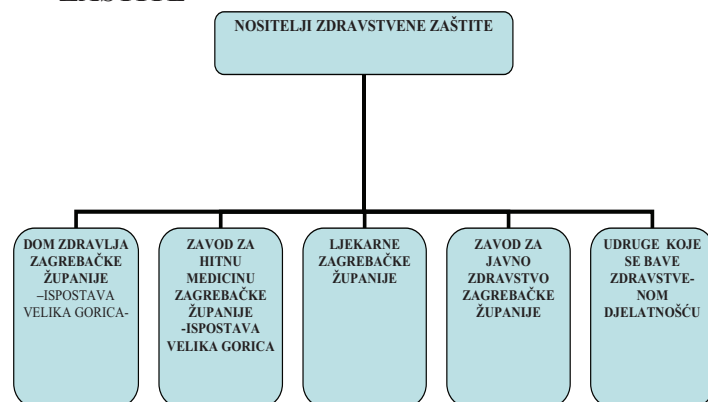 ZAŠTITE
NOSITELJI ZDRAVSTVENE ZAŠTITE
DOM ZDRAVLJA
ZAGREBAČKE
ŽUPANIJE
–ISPOSTAVA
VELIKA GORICA-
ZAVOD ZA
HITNU
MEDICINU
ZAGREBAČKE
ŽUPANIJE
-ISPOSTAVA
VELIKA GORICA
LJEKARNE
ZAGREBAČKE
ŽUPANIJE
ZAVOD ZA
JAVNO
ZDRAVSTVO
ZAGREBAČKE
ŽUPANIJE
UDRUGE KOJE
SE BAVE
ZDRAVSTVE-
NOM
DJELATNOŠĆU